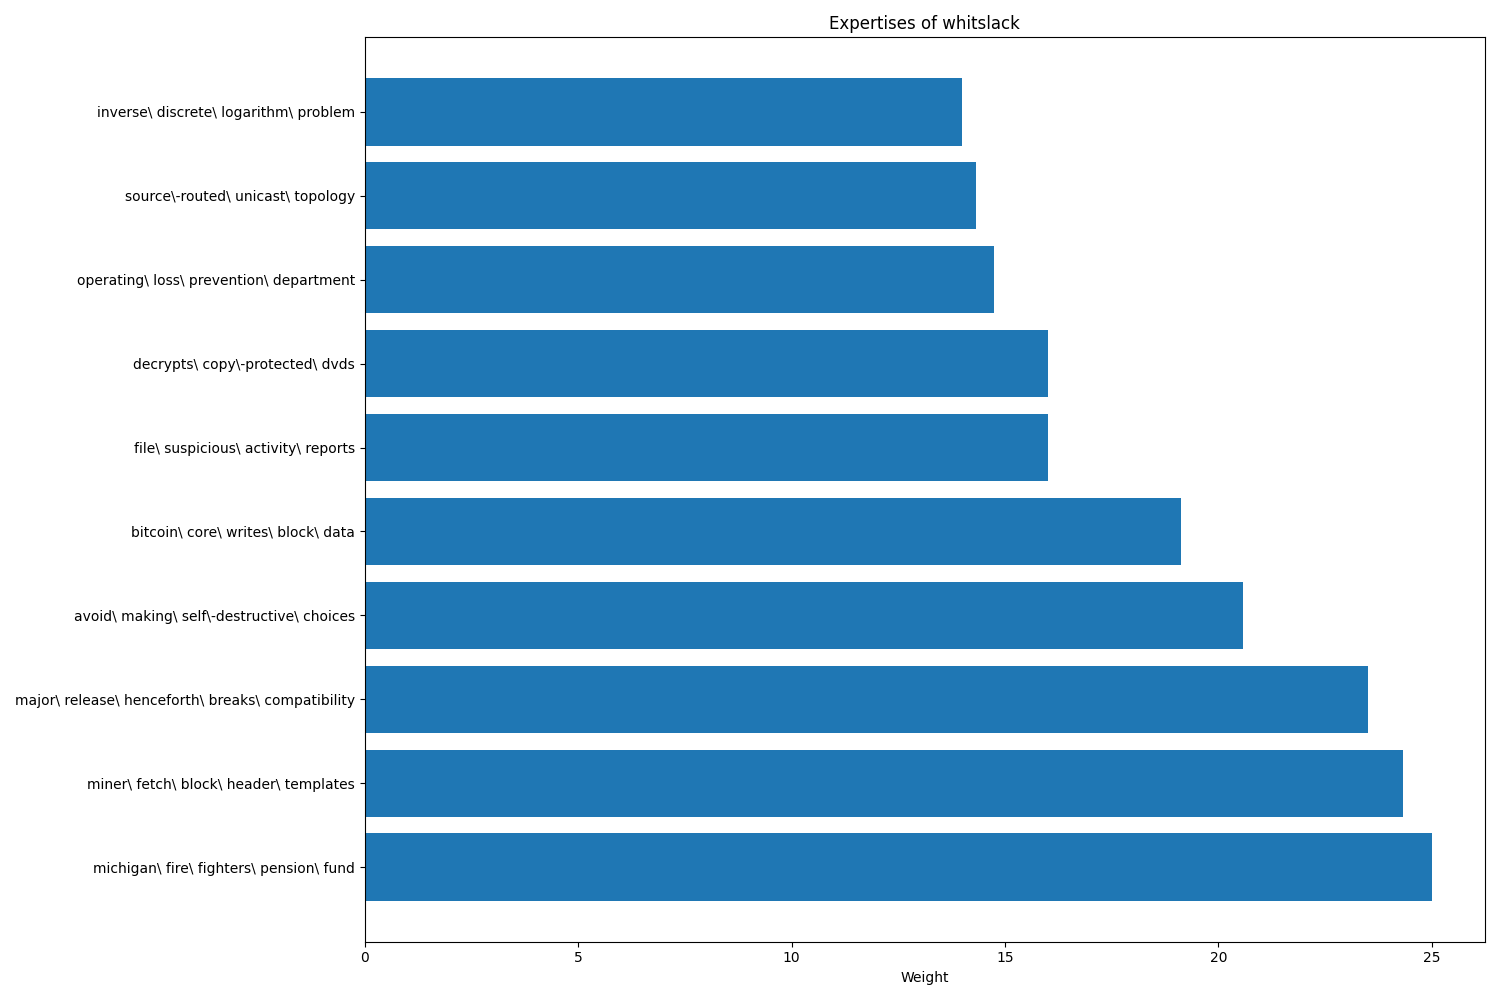 Expertises of whitslack
inverse\ discrete\ logarithm\ problem
source\-routed\ unicast\ topology
operating\ loss\ prevention\ department
decrypts\ copy\-protected\ dvds
file\ suspicious\ activity\ reports
bitcoin\ core\ writes\ block\ data
avoid\ making\ self\-destructive\ choices
major\ release\ henceforth\ breaks\ compatibility
miner\ fetch\ block\ header\ templates
michigan\ fire\ fighters\ pension\ fund
0 5 10 15 20 25
Weight